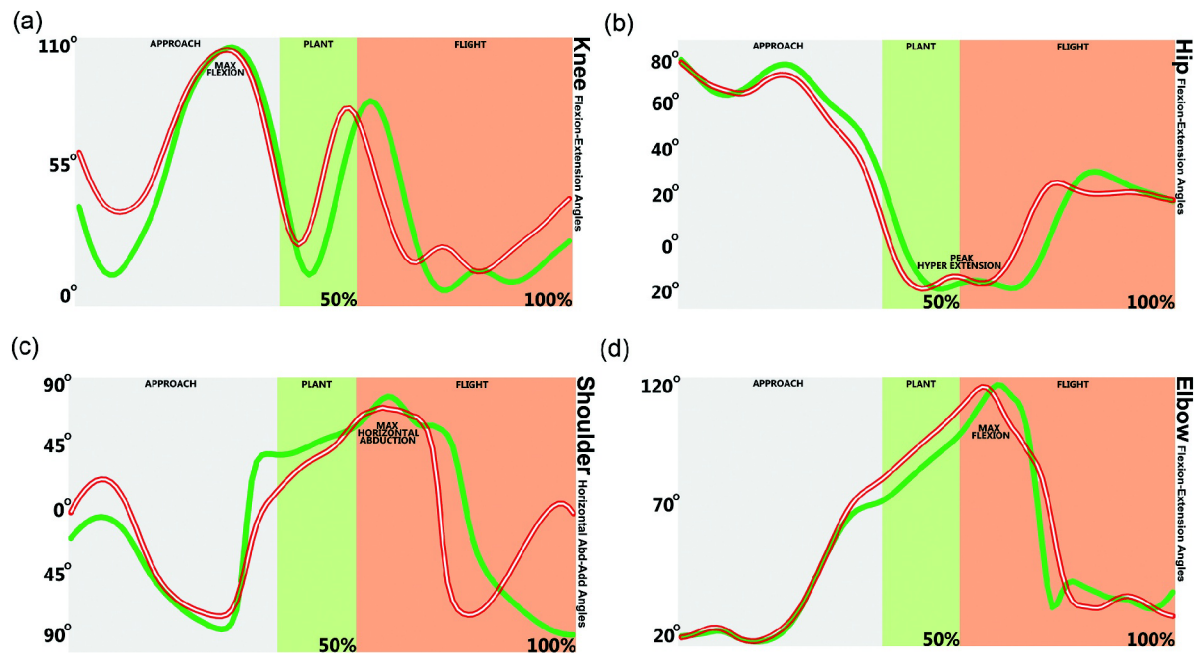 (a)
110°
APPROACH
PLANT
FLIGHT
MAX
FLEXION
55°
0°
50%
100%
Knee Flexion-Extension Angles
(b)
80°
APPROACH
PLANT
FLIGHT
60°
40°
20°
0°
PEAK
HYPER EXTENSION
20°
50%
100%
Hip Flexion-Extension Angles
(c)
90°
APPROACH
PLANT
FLIGHT
45°
MAX
HORIZONTAL
ABDUCTION
0°
45°
90°
50%
100%
Shoulder Horizontal Abd-Add Angles
(d)
120°
APPROACH
PLANT
FLIGHT
MAX
FLEXION
70°
20°
50%
100%
Elbow Flexion-Extension Angles